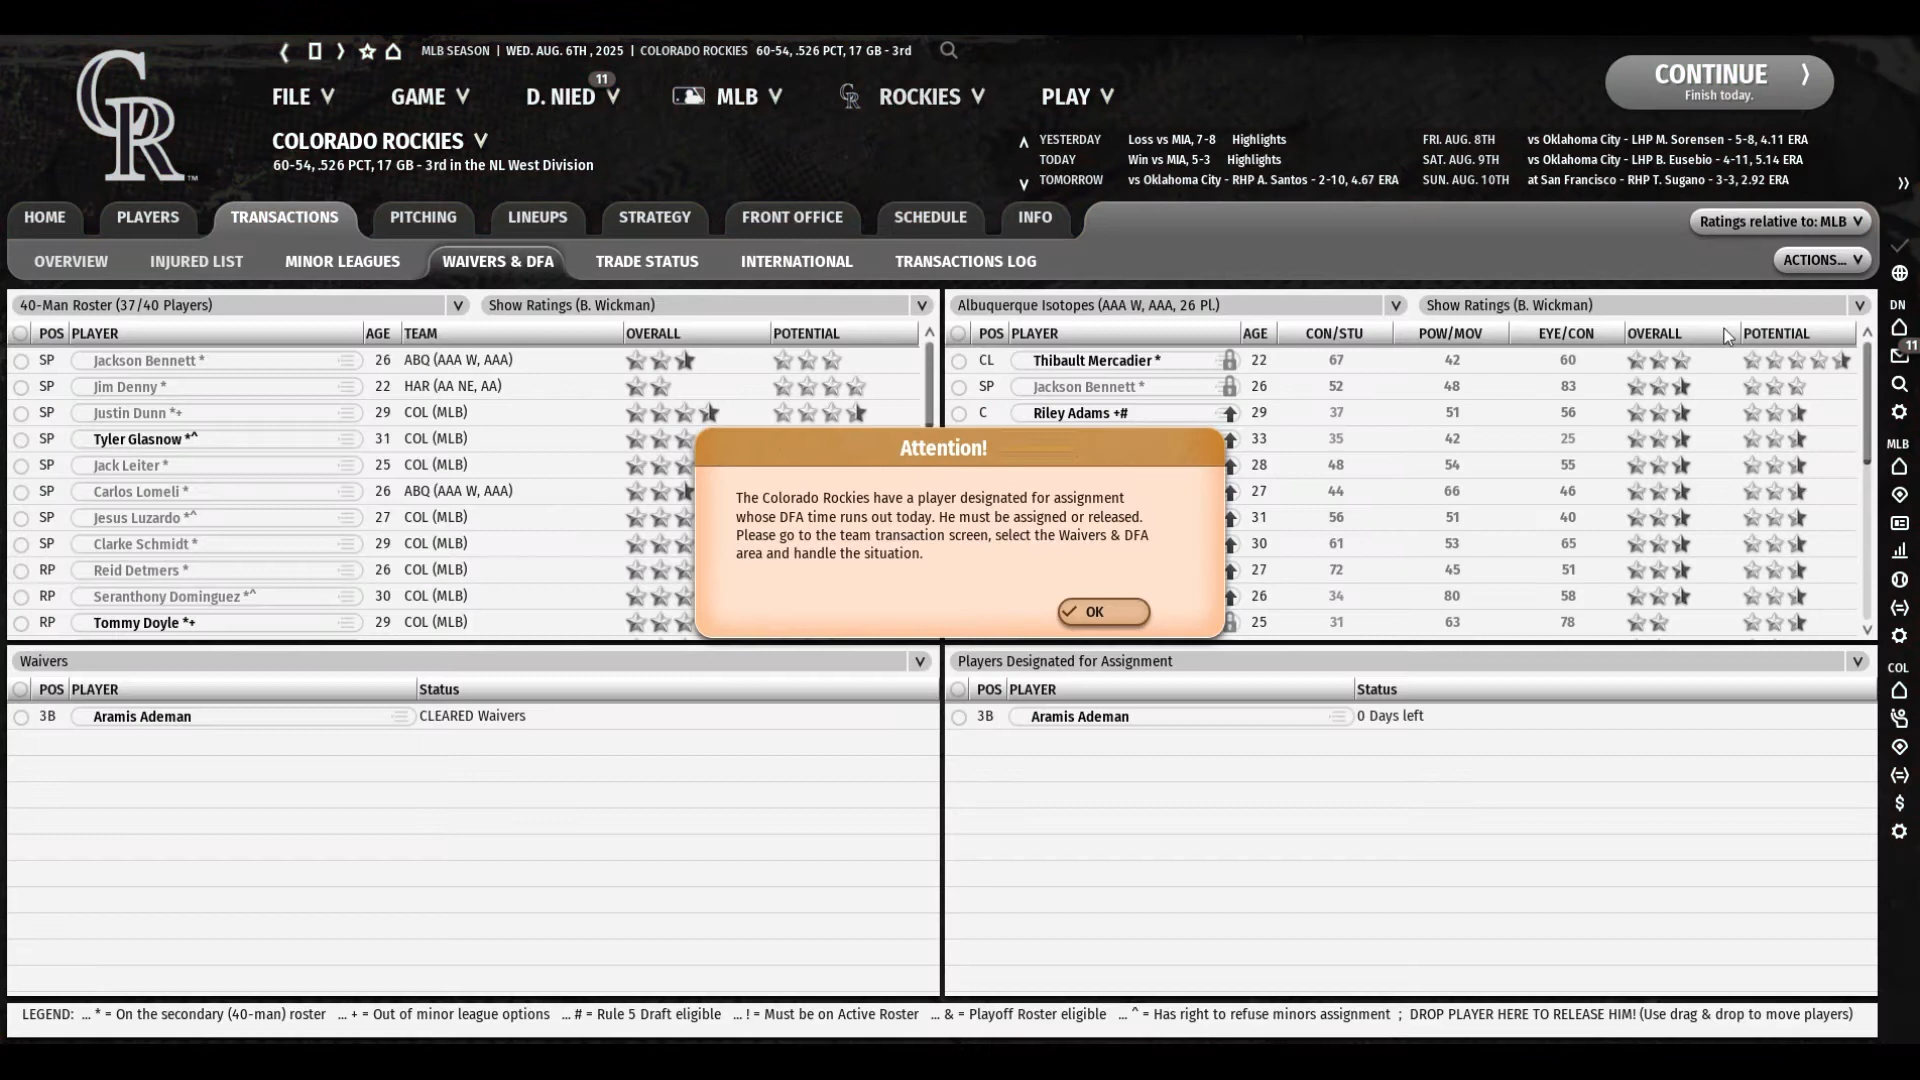 MLB SEASON | WED. AUG. 6TH , 2025 | COLORADO ROCKIES 60-54, .526 PCT, 17 GB - 3rd
FILE GAME D. NIED 11 MLB ROCKIES PLAY
CONTINUE
Finish today.
COLORADO ROCKIES
60-54, .526 PCT, 17 GB - 3rd in the NL West Division
YESTERDAY Loss vs MIA, 7-8 Highlights FRI. AUG. 8TH vs Oklahoma City - LHP M. Sorensen - 5-8, 4.11 ERA
TODAY Win vs MIA, 5-3 Highlights SAT. AUG. 9TH vs Oklahoma City - LHP B. Eusebio - 4-11, 5.14 ERA
TOMORROW vs Oklahoma City - RHP A. Santos - 2-10, 4.67 ERA SUN. AUG. 10TH at San Francisco - RHP T. Sugano - 3-3, 2.92 ERA
HOME PLAYERS TRANSACTIONS PITCHING LINEUPS STRATEGY FRONT OFFICE SCHEDULE INFO
Ratings relative to: MLB
OVERVIEW INJURED LIST MINOR LEAGUES WAIVERS & DFA TRADE STATUS INTERNATIONAL TRANSACTIONS LOG
ACTIONS...
40-Man Roster (37/40 Players) Show Ratings (B. Wickman)
POS PLAYER AGE TEAM OVERALL POTENTIAL
SP Jackson Bennett * 26 ABQ (AAA W, AAA)
SP Jim Denny * 22 HAR (AA NE, AA)
SP Justin Dunn *+ 29 COL (MLB)
SP Tyler Glasnow *^ 31 COL (MLB)
SP Jack Leiter * 25 COL (MLB)
SP Carlos Lomeli * 26 ABQ (AAA W, AAA)
SP Jesus Luzardo *^ 27 COL (MLB)
SP Clarke Schmidt * 29 COL (MLB)
RP Reid Detmers * 26 COL (MLB)
RP Seranthony Dominguez *^ 30 COL (MLB)
RP Tommy Doyle *+ 29 COL (MLB)
Albuquerque Isotopes (AAA W, AAA, 26 Pl.) Show Ratings (B. Wickman)
POS PLAYER AGE CON/STU POW/MOV EYE/CON OVERALL POTENTIAL
CL Thibault Mercadier * 22 67 42 60
SP Jackson Bennett * 26 52 48 83
C Riley Adams +# 29 37 51 56
33 35 42 25
28 48 54 55
27 44 66 46
31 56 51 40
30 61 53 65
27 72 45 51
26 34 80 58
25 31 63 78
Attention!
The Colorado Rockies have a player designated for assignment
whose DFA time runs out today. He must be assigned or released.
Please go to the team transaction screen, select the Waivers & DFA
area and handle the situation.
OK
DN
11
MLB
COL
Waivers
POS PLAYER Status
3B Aramis Ademan CLEARED Waivers
Players Designated for Assignment
POS PLAYER Status
3B Aramis Ademan 0 Days left
LEGEND: ... * = On the secondary (40-man) roster ... + = Out of minor league options ... # = Rule 5 Draft eligible ... ! = Must be on Active Roster ... & = Playoff Roster eligible ... ^ = Has right to refuse minors assignment ; DROP PLAYER HERE TO RELEASE HIM! (Use drag & drop to move players)